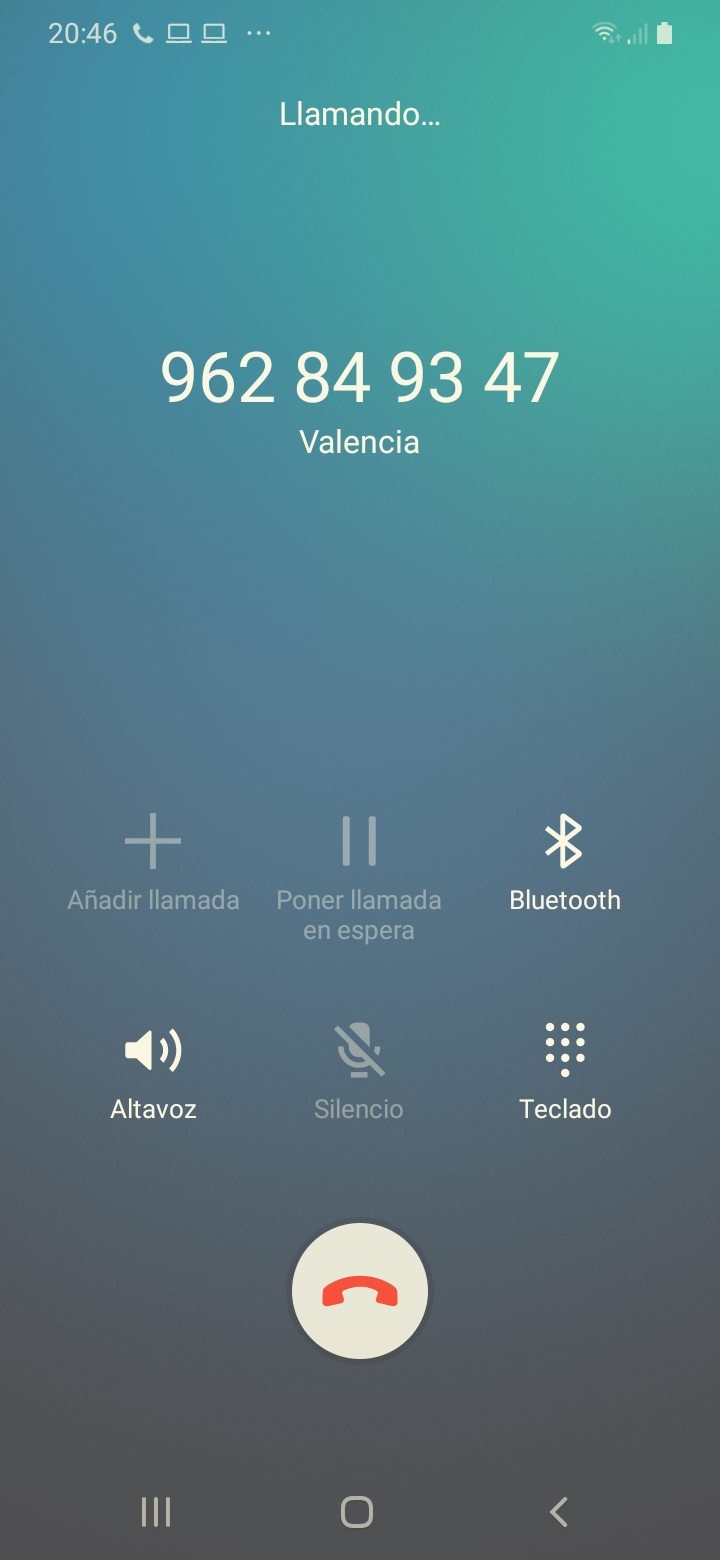 20:46
Llamando...
962 84 93 47
Valencia
Añadir llamada
Poner llamada
en espera
Bluetooth
Altavoz
Silencio
Teclado